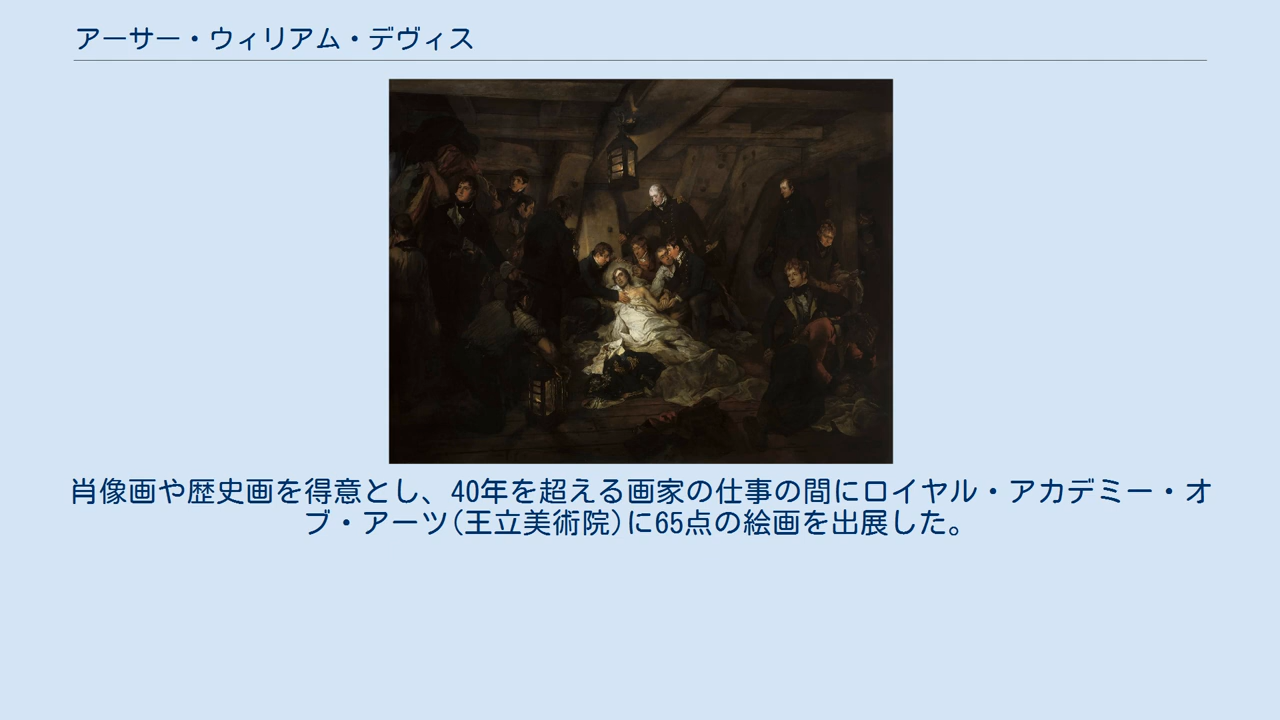 アーサー・ウィリアム・デヴィス
肖像画や歴史画を得意とし、40年を超える画家の仕事の間にロイヤル・アカデミー・オ
ブ・アーツ(王立美術院)に65点の絵画を出展した。